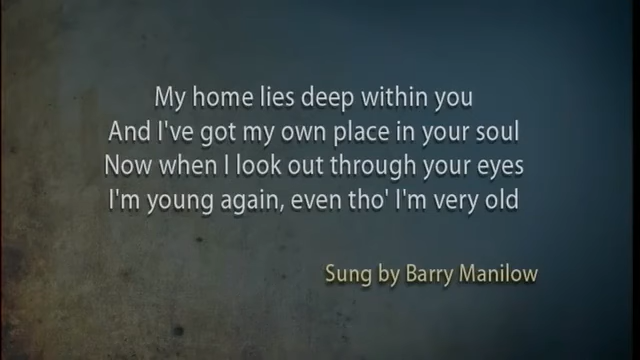 My home lies deep within you
And I've got my own place in your soul
Now when I look out through your eyes
I'm young again, even tho' I'm very old
Sung by Barry Manilow